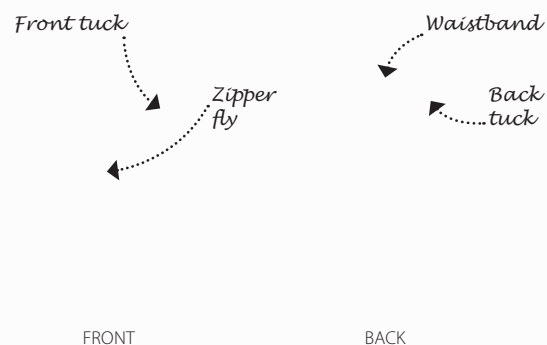 Front tuck
Waistband
Zipper
fly
Back
tuck
FRONT
BACK